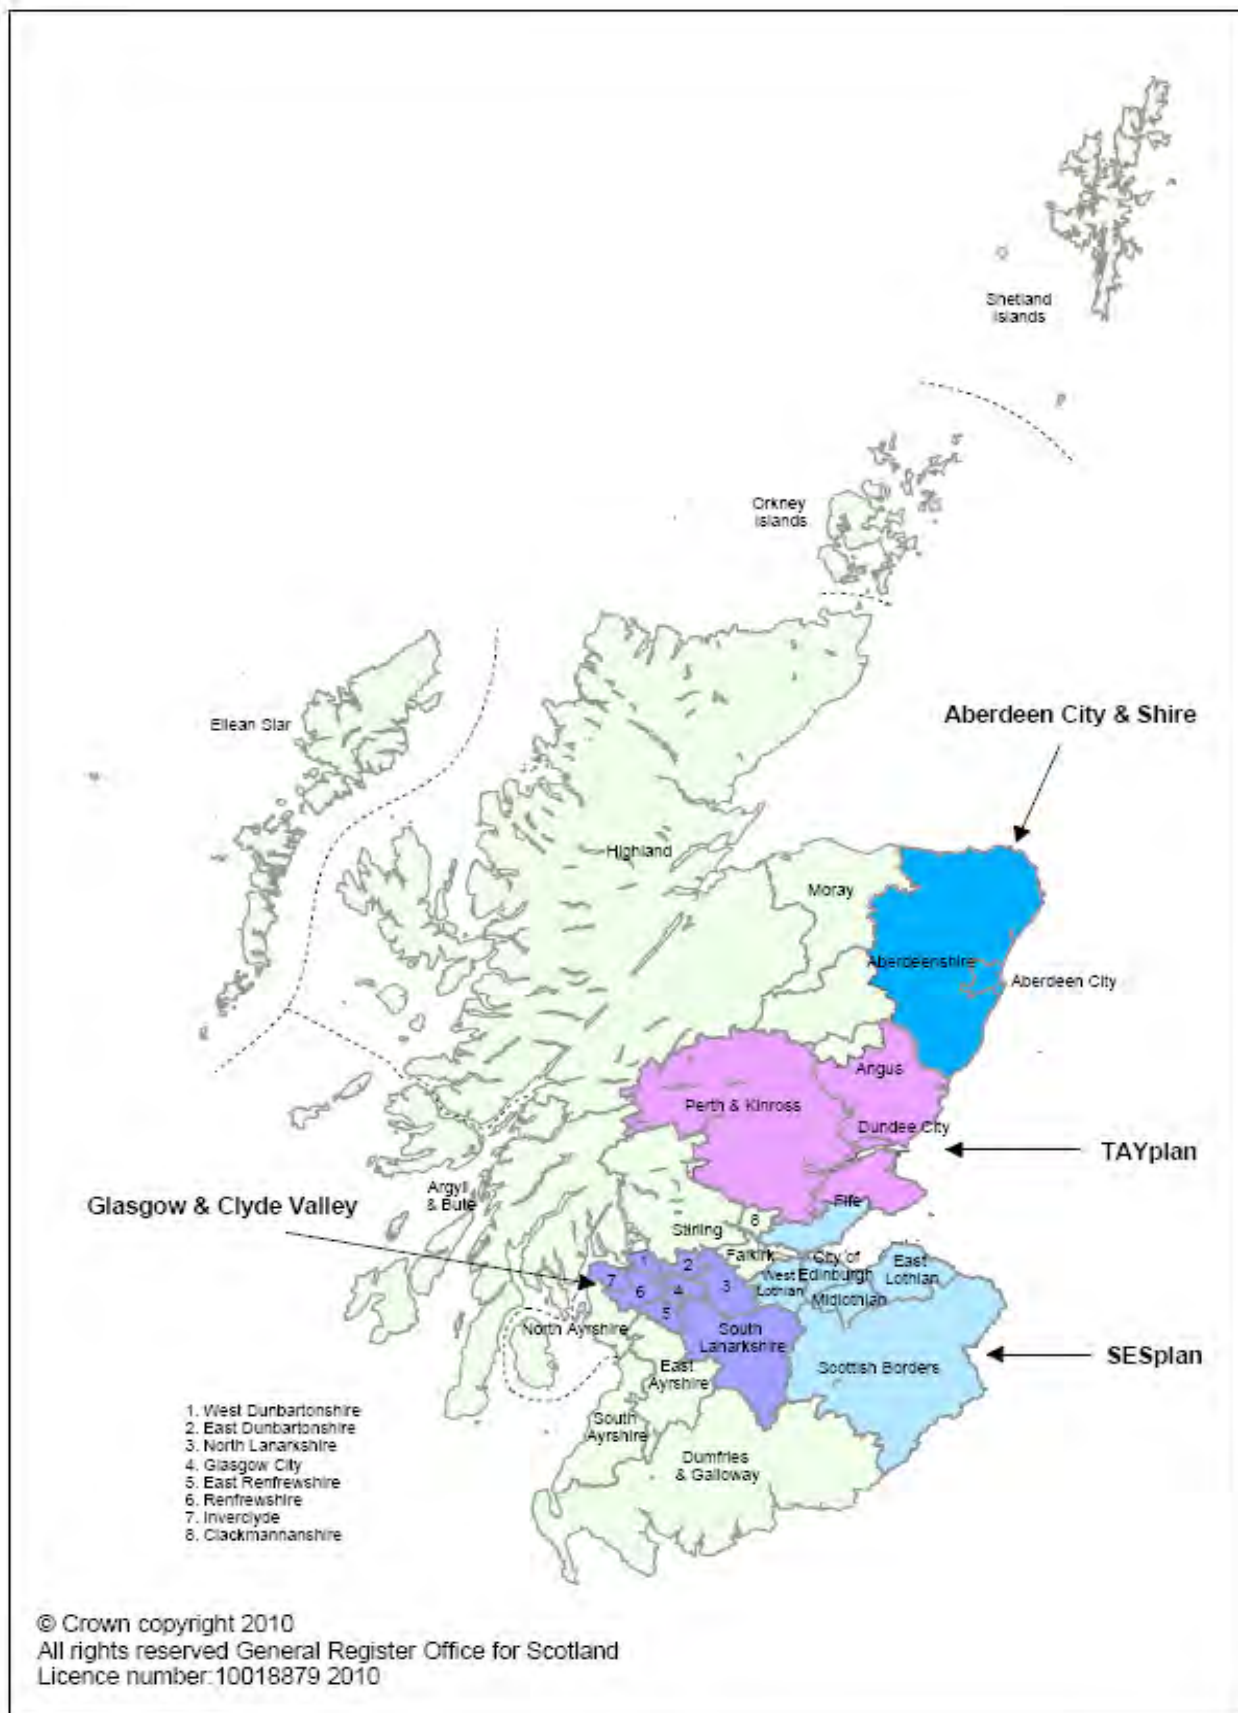 Shetland
Islands
Orkney
Islands
Eilean Siar
Aberdeen City & Shire
Highland
Moray
Aberdeenshire
Aberdeen City
Angus
Perth & Kinross
Dundee City
TAYplan
Argyll
& Bute
Glasgow & Clyde Valley
Fife
8
Stirling
Falkirk
City of
Edinburgh
East
Lothian
West
Lothian
Midlothian
1
2
7
6
4
3
5
North Ayrshire
South
Lanarkshire
Scottish Borders
SESplan
East
Ayrshire
South
Ayrshire
Dumfries
& Galloway
1. West Dunbartonshire
2. East Dunbartonshire
3. North Lanarkshire
4. Glasgow City
5. East Renfrewshire
6. Renfrewshire
7. Inverclyde
8. Clackmannanshire
© Crown copyright 2010
All rights reserved General Register Office for Scotland
Licence number:10018879 2010